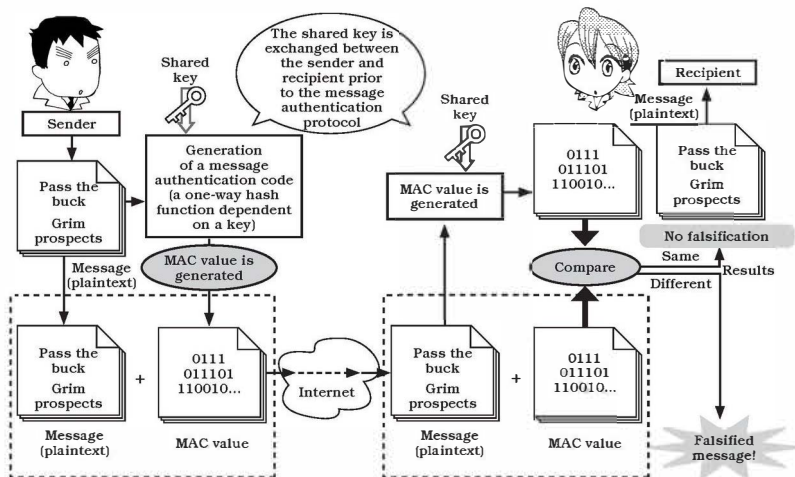 Sender
Shared
key
The shared key is
exchanged between
the sender and
recipient prior
to the message
authentication
protocol
Pass the
buck
Grim
prospects
Generation
of a message
authentication code
(a one-way hash
function dependent
on a key)
Message
(plaintext)
MAC value is
generated
Pass the
buck
Grim
prospects
+
0111
011101
110010...
Message
(plaintext)
MAC value
Internet
Shared
key
MAC value is
generated
0111
011101
110010...
Recipient
Message
(plaintext)
Pass the
buck
Grim
prospects
No falsification
Compare
Same
Results
Different
Pass the
buck
Grim
prospects
+
0111
011101
110010...
Message
(plaintext)
MAC value
Falsified
message!